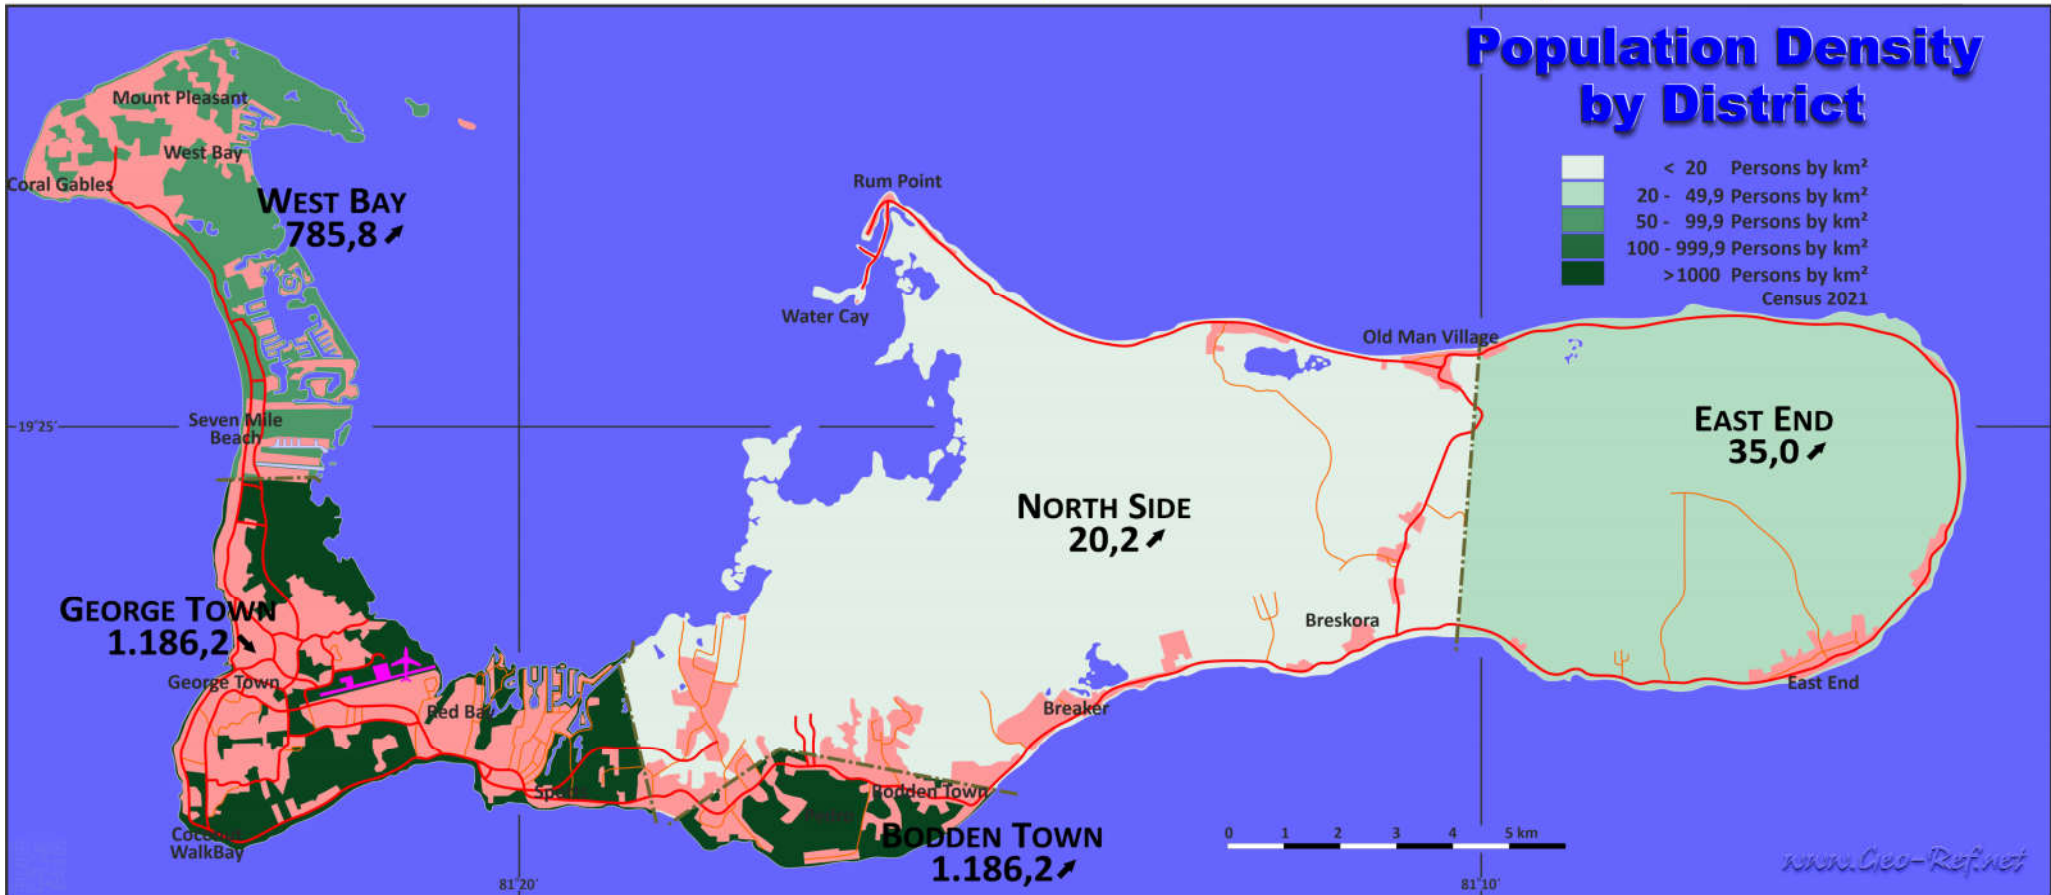 Population Density
by District
< 20 Persons by km²
20 - 49,9 Persons by km²
50 - 99,9 Persons by km²
100 - 999,9 Persons by km²
>1000 Persons by km²
Census 2021
Mount Pleasant
West Bay
Coral Gables
WEST BAY
785,8
Rum Point
Water Cay
Old Man Village
Seven Mile
Beach
19°25'
EAST END
35,0
NORTH SIDE
20,2
GEORGE TOWN
1.186,2
George Town
Breskora
East End
Red Ba
Breaker
Bodden Town
WalkBay
BODDEN TOWN
1.186,2
0 1 2 3 4 5 km
81°20'
81°10'
www.Geo-Ref.net